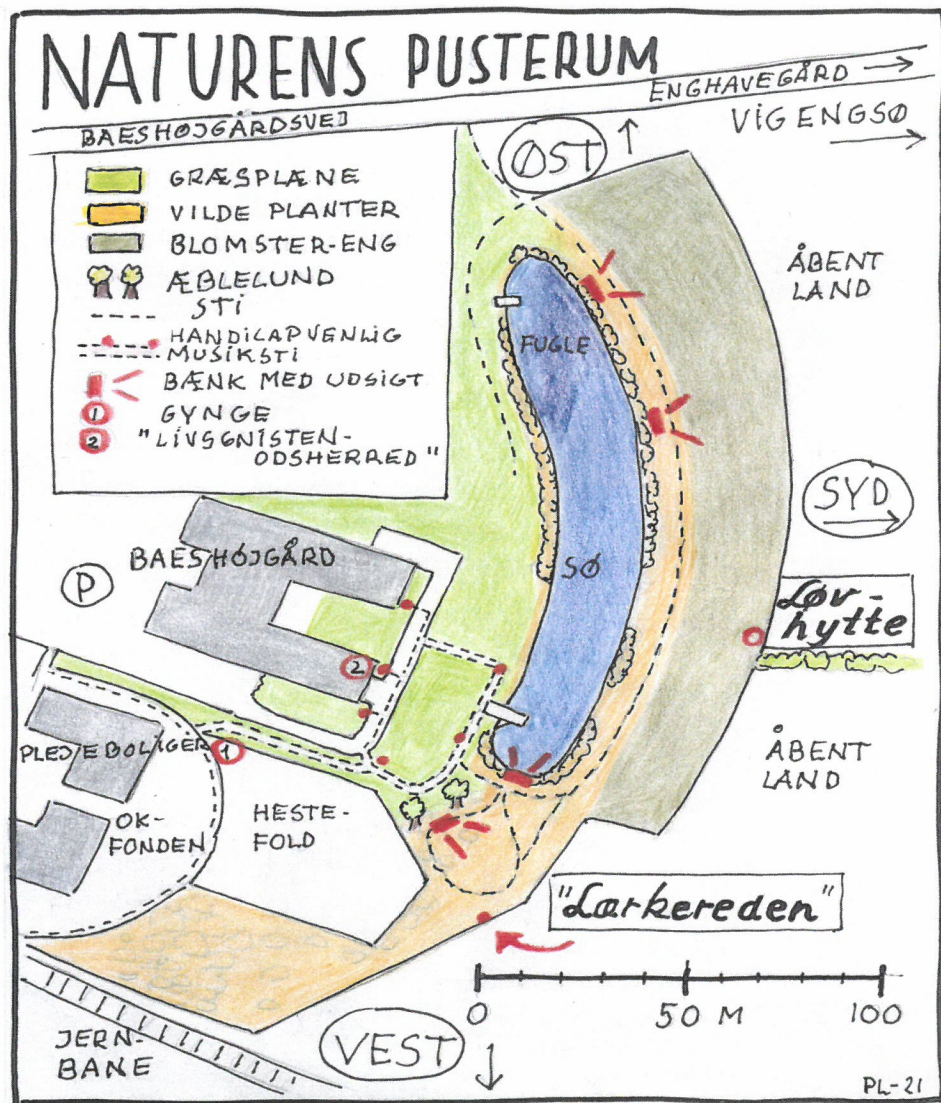 NATURENS PUSTERUM
ENGHAVEGÅRD
BAESHØJGÅRDSVEJ
VIG ENGSØ
ØST
GRÆSPLÆNE
VILDE PLANTER
BLOMSTER-ENG
ÆBLELUND
STI
HANDICAPVENLIG
MUSIKSTI
BÆNK MED UDSIGT
1 GYNGE
2 "LIVSGNISTEN-
ODSHERRED"
ÅBENT
LAND
FUGLE
SYD
BAESHØJGÅRD
P
SØ
Løv-
hytte
2
PLEJEBOLIGER
1
ÅBENT
LAND
OK-
FONDEN
HESTE-
FOLD
"Lærkereden"
0 50 M 100
JERN-
BANE
VEST
PL-21